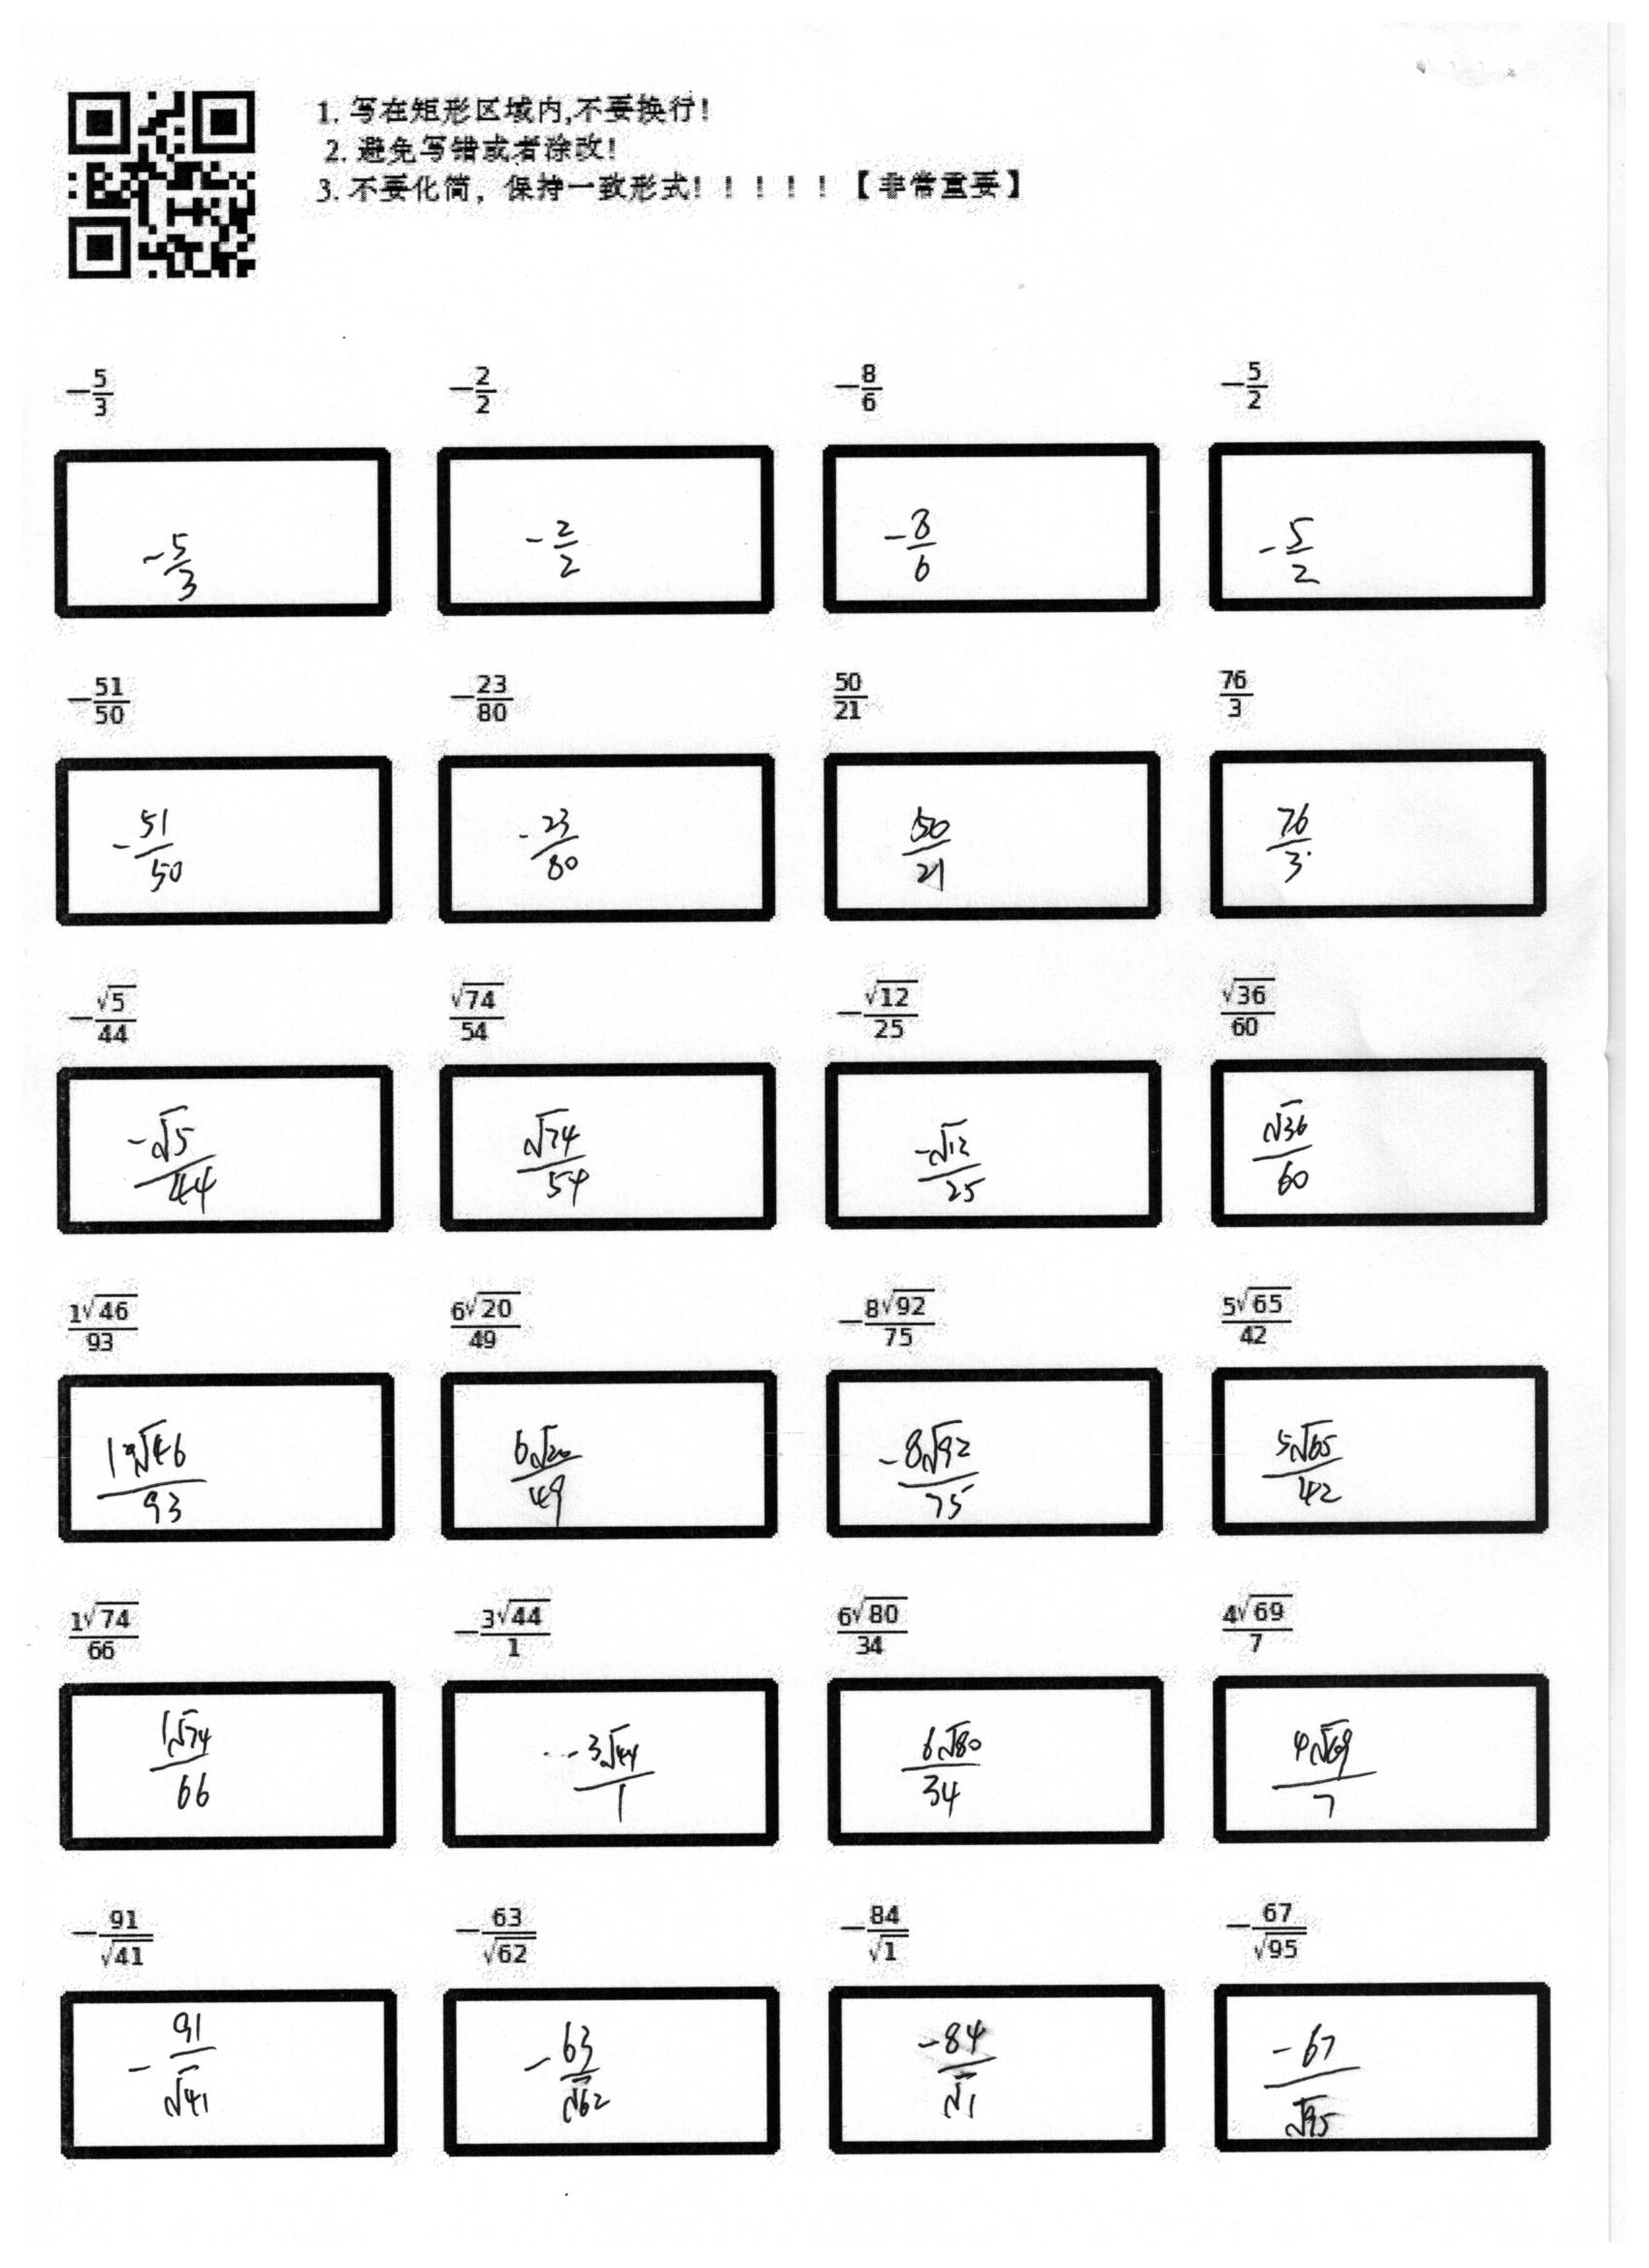 1. 写在矩形区域内,不要换行!
2. 避免写错或者涂改!
3. 不要化简，保持一致形式! ! ! ! ! 【非常重要】
$-\frac{5}{3}$ $-\frac{2}{2}$ $-\frac{8}{6}$ $-\frac{5}{2}$
$-\frac{5}{3}$ $-\frac{2}{2}$ $-\frac{8}{6}$ $-\frac{5}{2}$
$-\frac{51}{50}$ $-\frac{23}{80}$ $\frac{50}{21}$ $\frac{76}{3}$
$-\frac{51}{50}$ $-\frac{23}{80}$ $\frac{50}{21}$ $\frac{76}{3}$
$-\frac{\sqrt{5}}{44}$ $\frac{\sqrt{74}}{54}$ $-\frac{\sqrt{12}}{25}$ $\frac{\sqrt{36}}{60}$
$\frac{-\sqrt{5}}{44}$ $\frac{\sqrt{74}}{54}$ $\frac{-\sqrt{12}}{25}$ $\frac{\sqrt{36}}{60}$
$\frac{1\sqrt{46}}{93}$ $\frac{6\sqrt{20}}{49}$ $-\frac{8\sqrt{92}}{75}$ $\frac{5\sqrt{65}}{42}$
$\frac{1\sqrt{46}}{93}$ $\frac{6\sqrt{20}}{49}$ $-\frac{8\sqrt{92}}{75}$ $\frac{5\sqrt{65}}{42}$
$\frac{1\sqrt{74}}{66}$ $-\frac{3\sqrt{44}}{1}$ $\frac{6\sqrt{80}}{34}$ $\frac{4\sqrt{69}}{7}$
$\frac{1\sqrt{74}}{66}$ $-\frac{3\sqrt{44}}{1}$ $\frac{6\sqrt{80}}{34}$ $\frac{4\sqrt{69}}{7}$
$-\frac{91}{\sqrt{41}}$ $-\frac{63}{\sqrt{62}}$ $-\frac{84}{\sqrt{1}}$ $-\frac{67}{\sqrt{95}}$
$-\frac{91}{\sqrt{41}}$ $-\frac{63}{\sqrt{62}}$ $\frac{-84}{\sqrt{1}}$ $\frac{-67}{\sqrt{95}}$